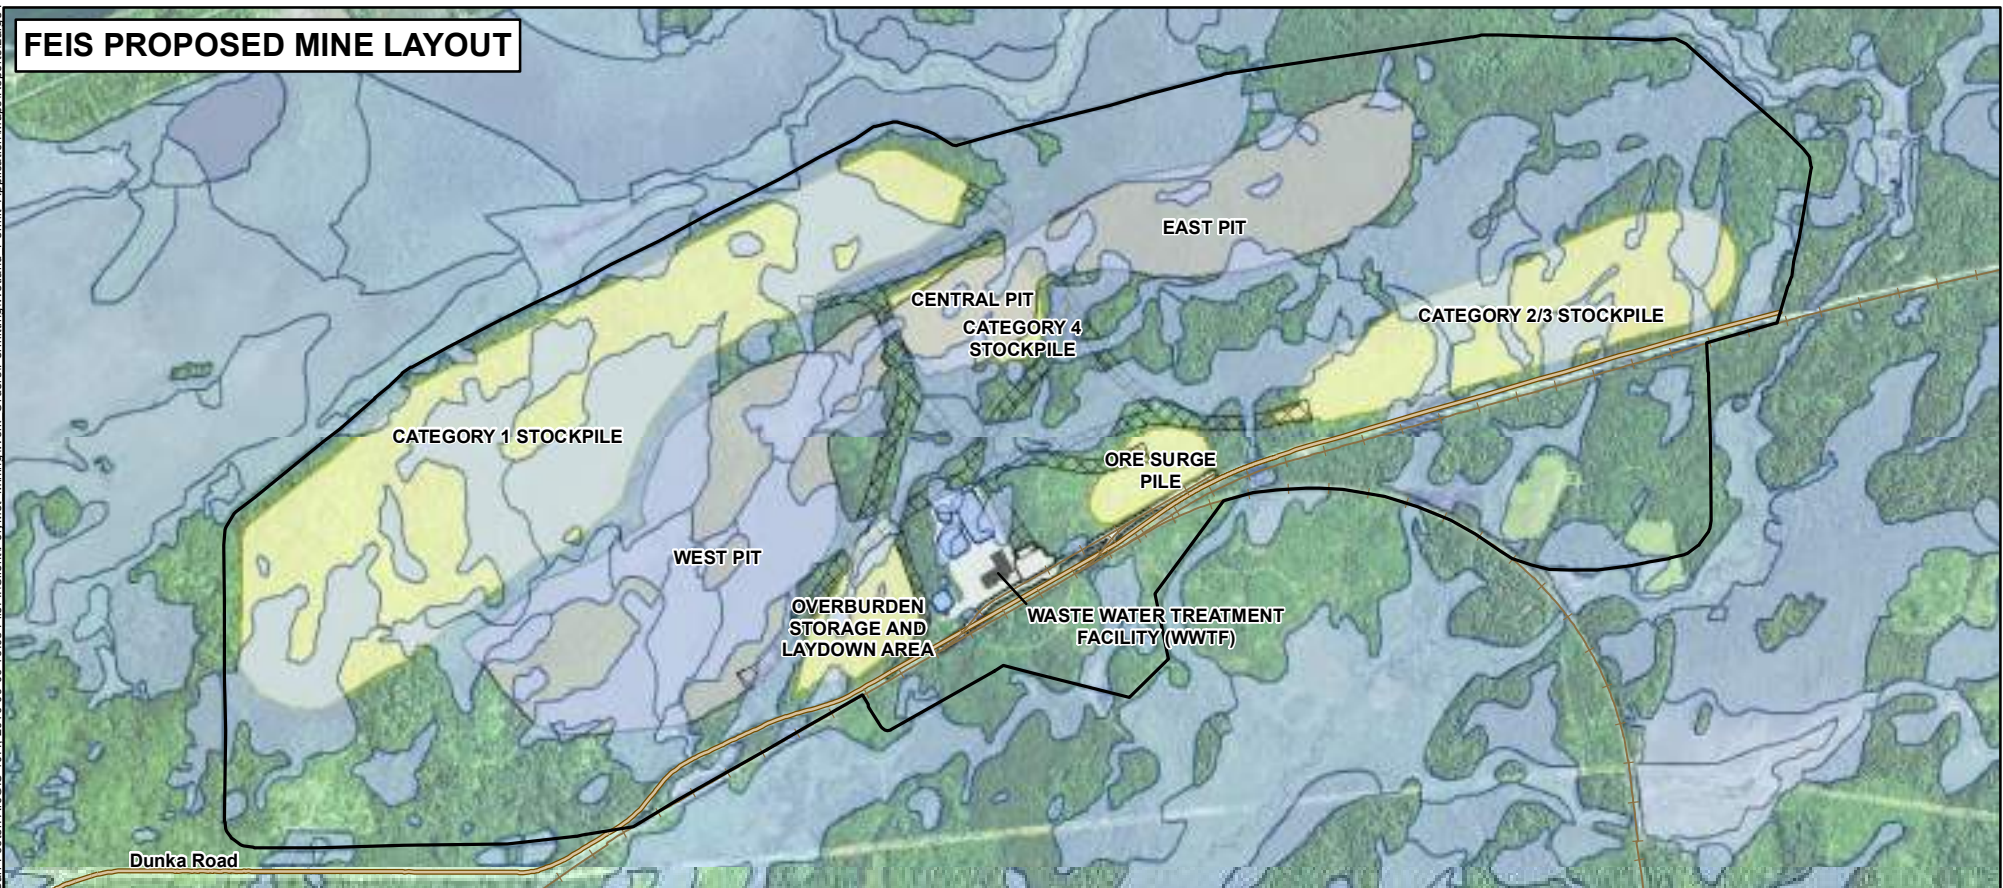 FEIS PROPOSED MINE LAYOUT
EAST PIT
CENTRAL PIT
CATEGORY 4
STOCKPILE
CATEGORY 2/3 STOCKPILE
CATEGORY 1 STOCKPILE
ORE SURGE
PILE
WEST PIT
OVERBURDEN
STORAGE AND
LAYDOWN AREA
WASTE WATER TREATMENT
FACILITY (WWTF)
Dunka Road